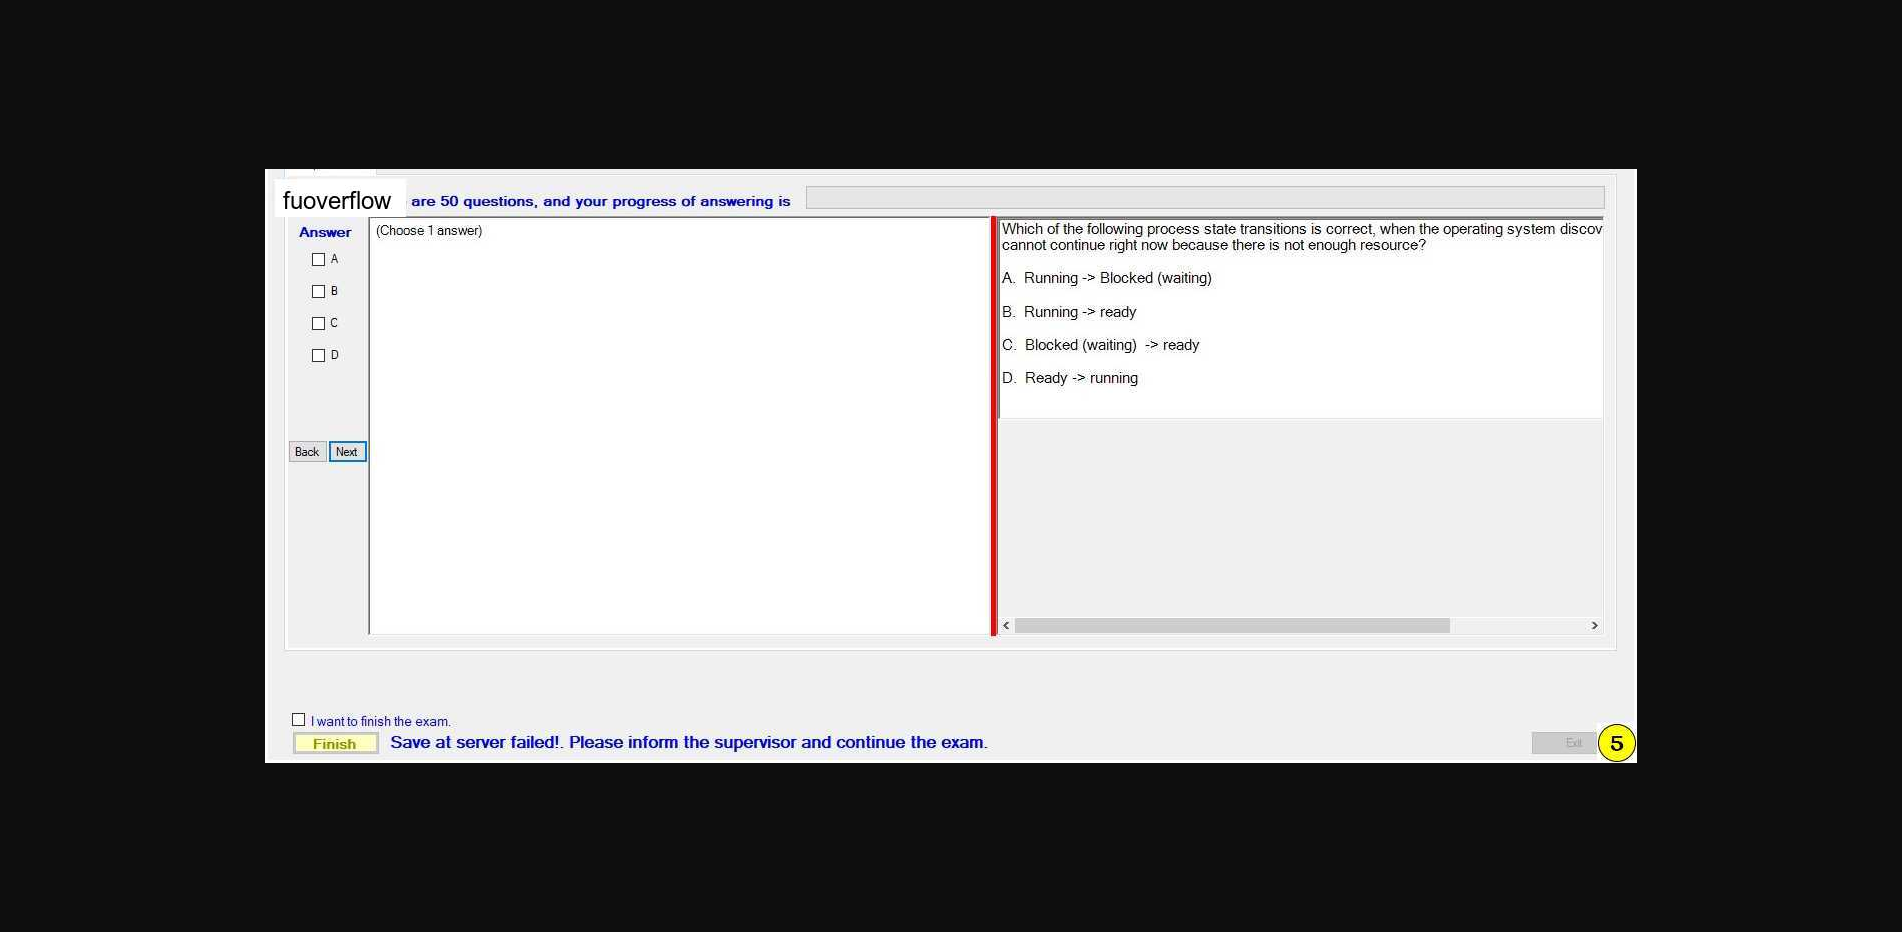 fuoverflow are 50 questions, and your progress of answering is
Answer
A
B
C
D
Back Next
(Choose 1 answer)
Which of the following process state transitions is correct, when the operating system discov
cannot continue right now because there is not enough resource?
A. Running -> Blocked (waiting)
B. Running -> ready
C. Blocked (waiting) -> ready
D. Ready -> running
I want to finish the exam.
Finish Save at server failed!. Please inform the supervisor and continue the exam.
Exit 5